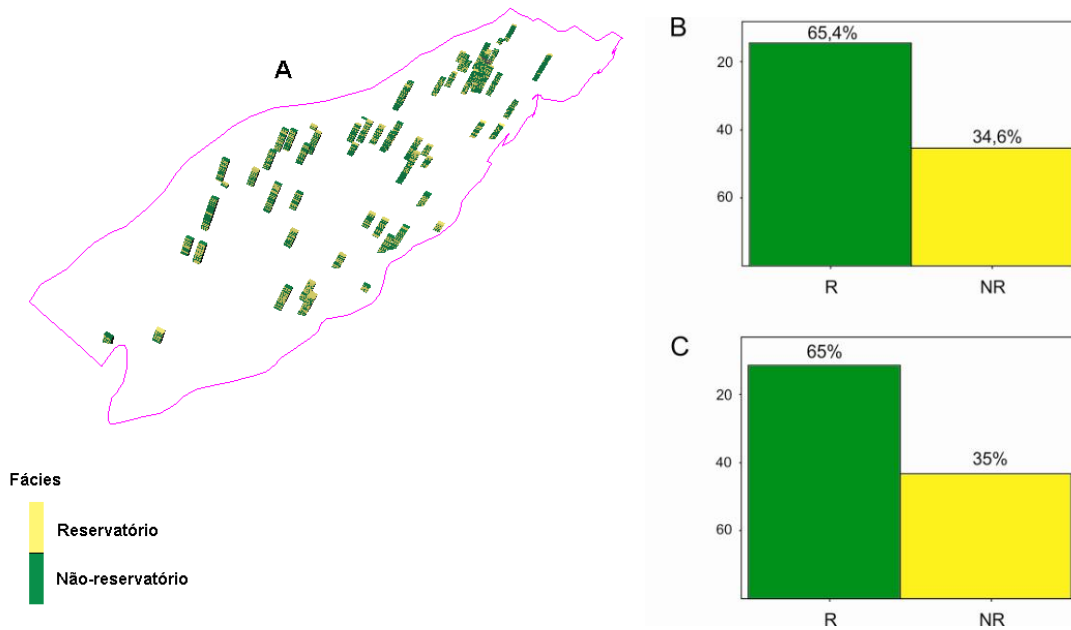 A
Fácies
Reservatório
Não-reservatório
B
65,4%
34,6%
20
40
60
R NR
C
65%
35%
20
40
60
R NR